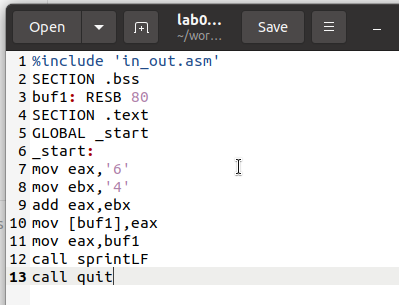 Open
lab0...
~/wor...
Save
1 %include 'in_out.asm'
2 SECTION .bss
3 buf1: RESB 80
4 SECTION .text
5 GLOBAL _start
6 _start:
7 mov eax,'6'
8 mov ebx,'4'
9 add eax,ebx
10 mov [buf1],eax
11 mov eax,buf1
12 call sprintLF
13 call quit